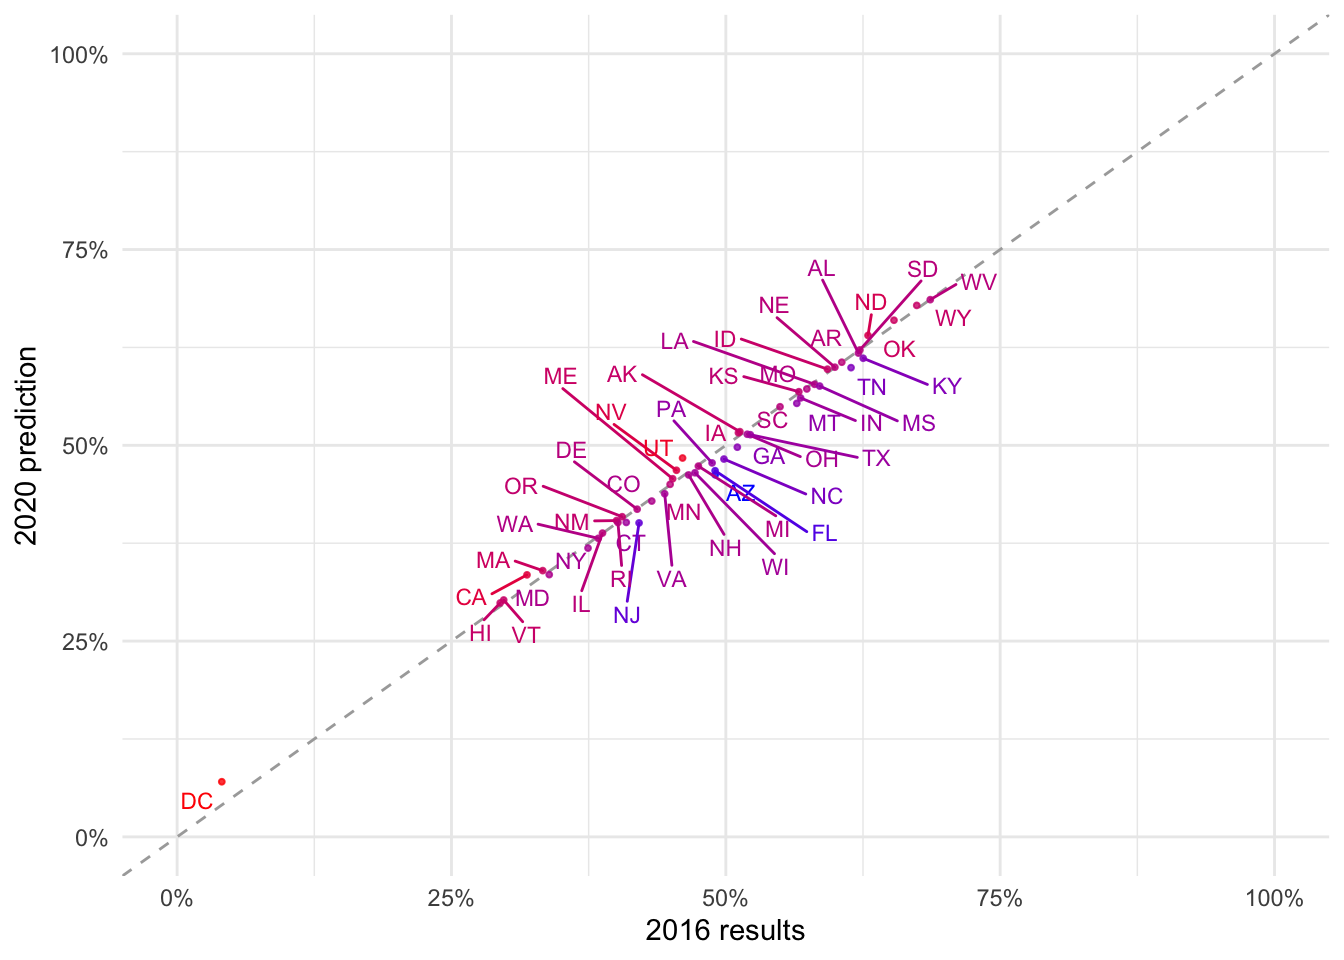 100%
75%
50%
25%
0%
2020 prediction
AL
SD
WV
NE
ND
WY
LA
ID
AR
OK
ME
AK
KS
MO
TN
KY
NV
PA
SC
MT
IN
MS
UT
IA
GA
OH
TX
DE
CO
AZ
NC
OR
MN
MI
FL
WA
NM
CT
NH
WI
MA
NY
RI
VA
CA
MD
IL
NJ
HI
VT
DC
0%
25%
50%
75%
100%
2016 results